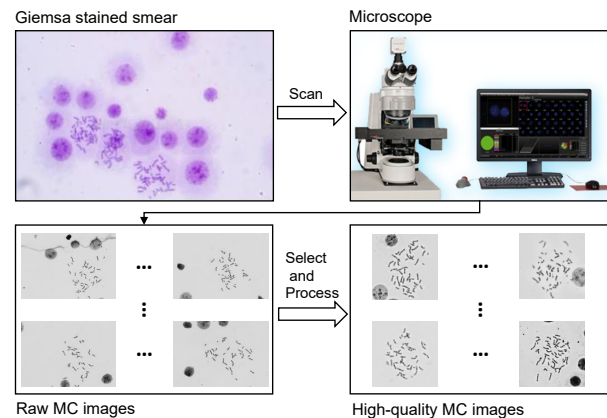 Giemsa stained smear
Microscope
Scan
Select
and
Process
Raw MC images
High-quality MC images